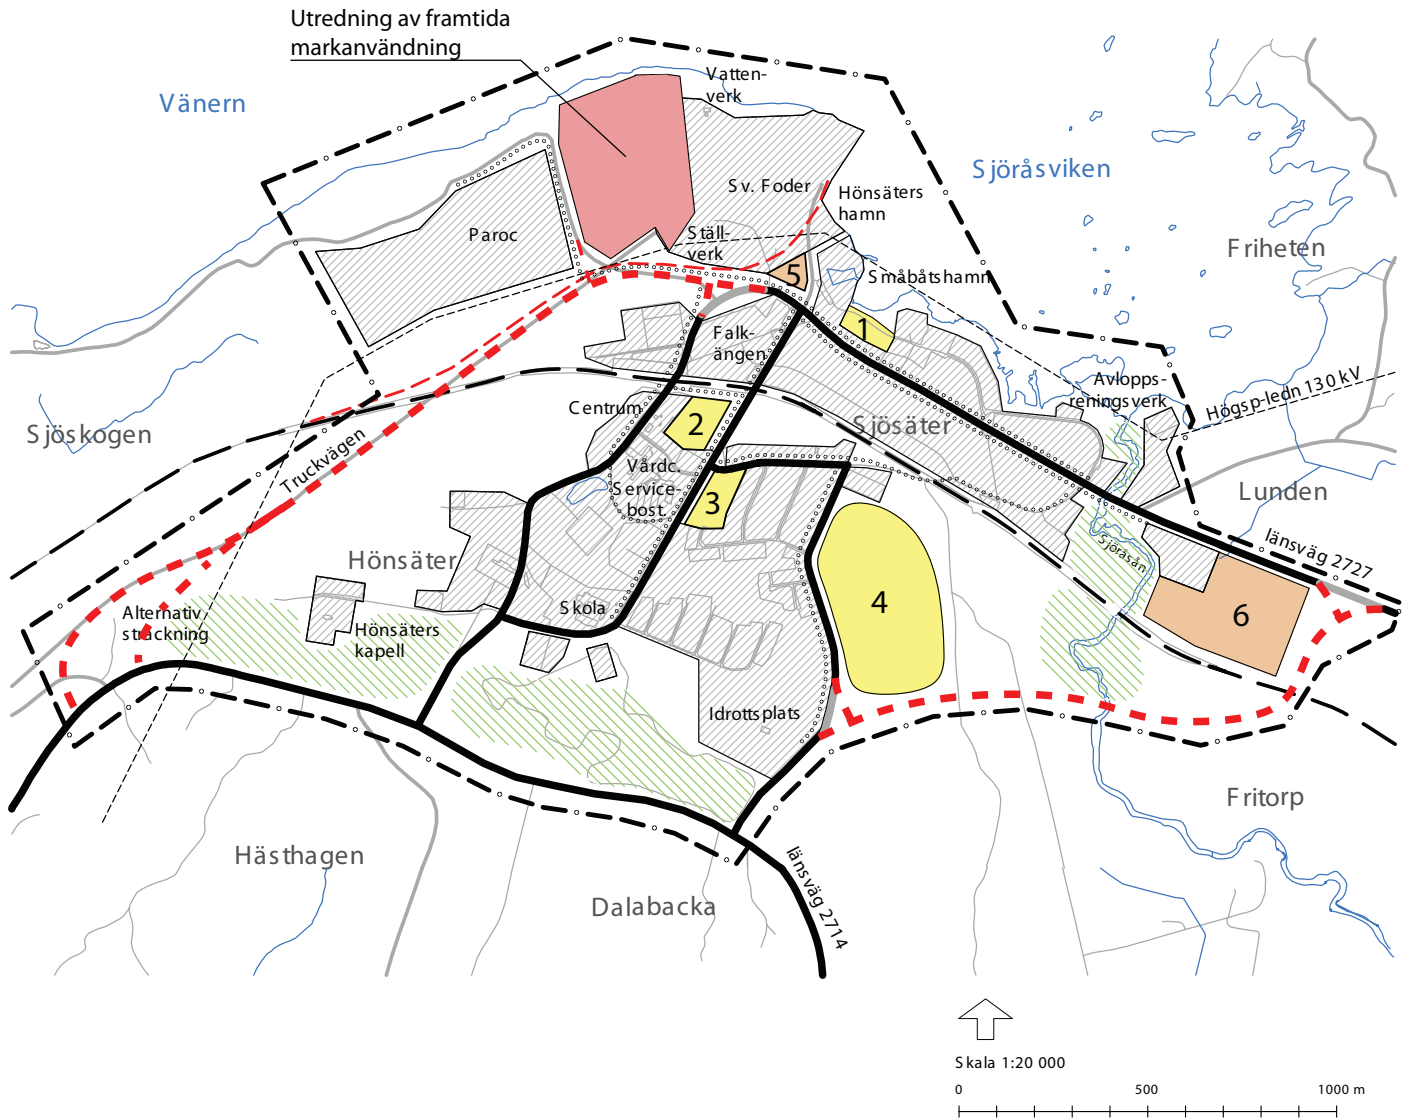 Utredning av framtida
markanvändning
Vänern
Vatten-
verk
Sjöråsviken
Sv. Foder
Hönsäters
hamn
Paroc
Ställ-
verk
Friheten
5
Småbåtshamn
1
Falk-
ängen
Avlopps-
reningsverk
Högsp-ledn 130 kV
Centrum
2
Sjösäter
Sjöskogen
Truckvägen
Vårdc.
Service-
bost.
3
Lunden
länsväg 2727
Sjöråsån
Hönsäter
4
6
Skola
Alternativ
sträckning
Hönsäters
kapell
Idrottsplats
Fritorp
Hästhagen
länsväg 2714
Dalabacka
Skala 1:20 000
0 500 1000 m